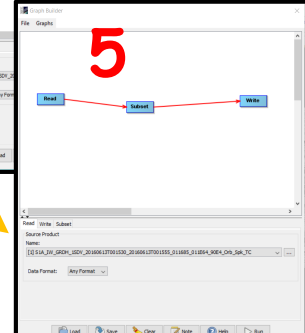 Graph Builder
File Graphs
5
Read
Subset
Write
Read Write Subset
Source Product
Name:
[1] S1A_IW_GRDH_1SDV_20160613T001530_20160613T001555_011685_011E64_90E4_Orb_Spk_TC
Data Format: Any Format
Load Save Clear Note Help Run